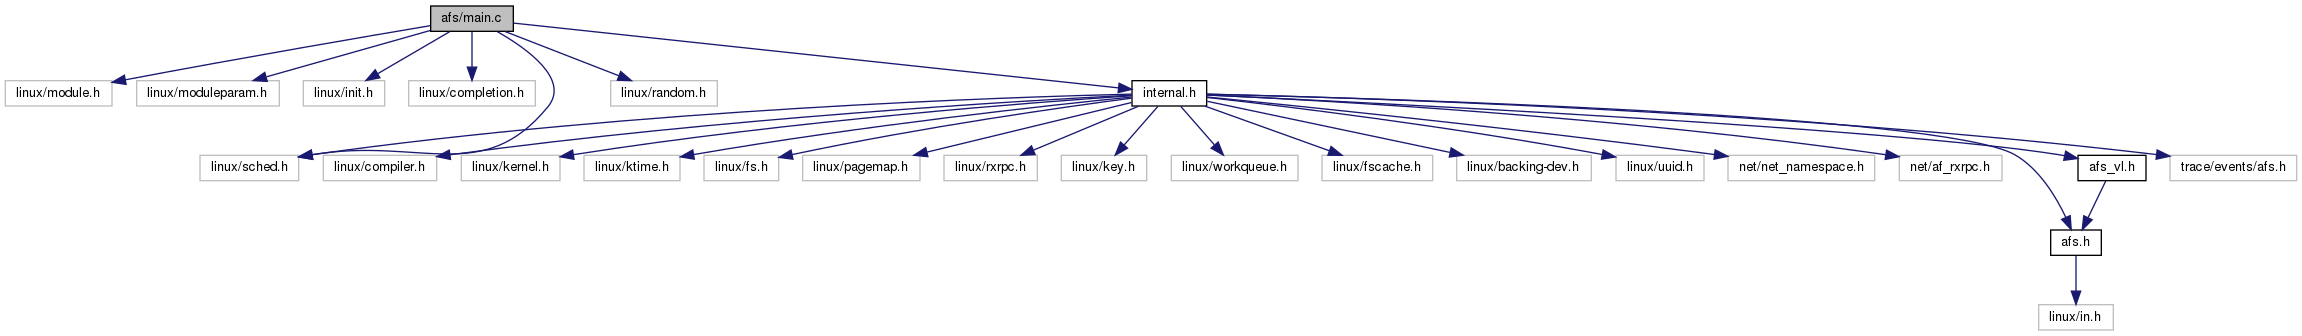 afs/main.c
linux/module.h
linux/moduleparam.h
linux/init.h
linux/completion.h
linux/random.h
internal.h
linux/sched.h
linux/compiler.h
linux/kernel.h
linux/ktime.h
linux/fs.h
linux/pagemap.h
linux/rxrpc.h
linux/key.h
linux/workqueue.h
linux/fscache.h
linux/backing-dev.h
linux/uuid.h
net/net_namespace.h
net/af_rxrpc.h
afs_vl.h
trace/events/afs.h
afs.h
linux/in.h